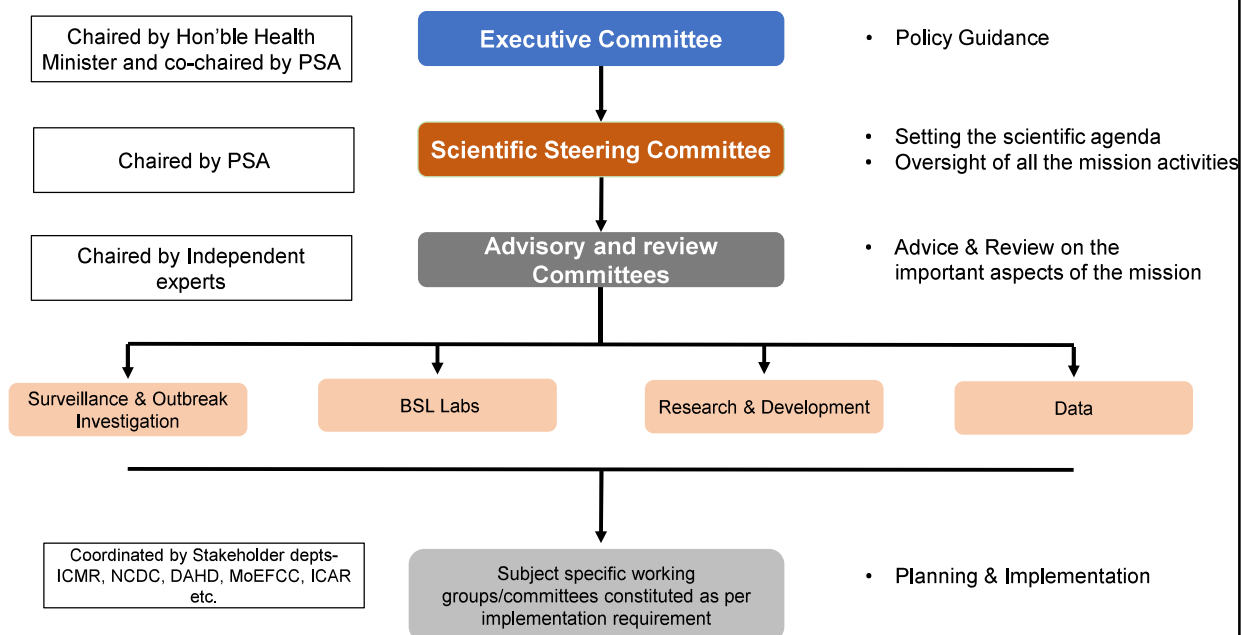 Chaired by Hon'ble Health
Minister and co-chaired by PSA
Executive Committee
• Policy Guidance
Chaired by PSA
Scientific Steering Committee
• Setting the scientific agenda
• Oversight of all the mission activities
Chaired by Independent
experts
Advisory and review
Committees
• Advice & Review on the
important aspects of the mission
Surveillance & Outbreak
Investigation
BSL Labs
Research & Development
Data
Coordinated by Stakeholder depts-
ICMR, NCDC, DAHD, MoEFCC, ICAR
etc.
Subject specific working
groups/committees constituted as per
implementation requirement
• Planning & Implementation